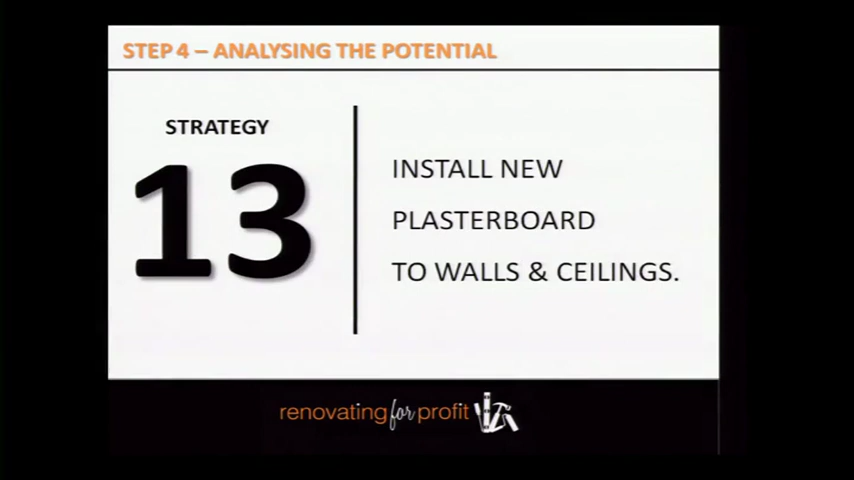 STEP 4 – ANALYSING THE POTENTIAL
STRATEGY
13
INSTALL NEW
PLASTERBOARD
TO WALLS & CEILINGS.
renovating for profit